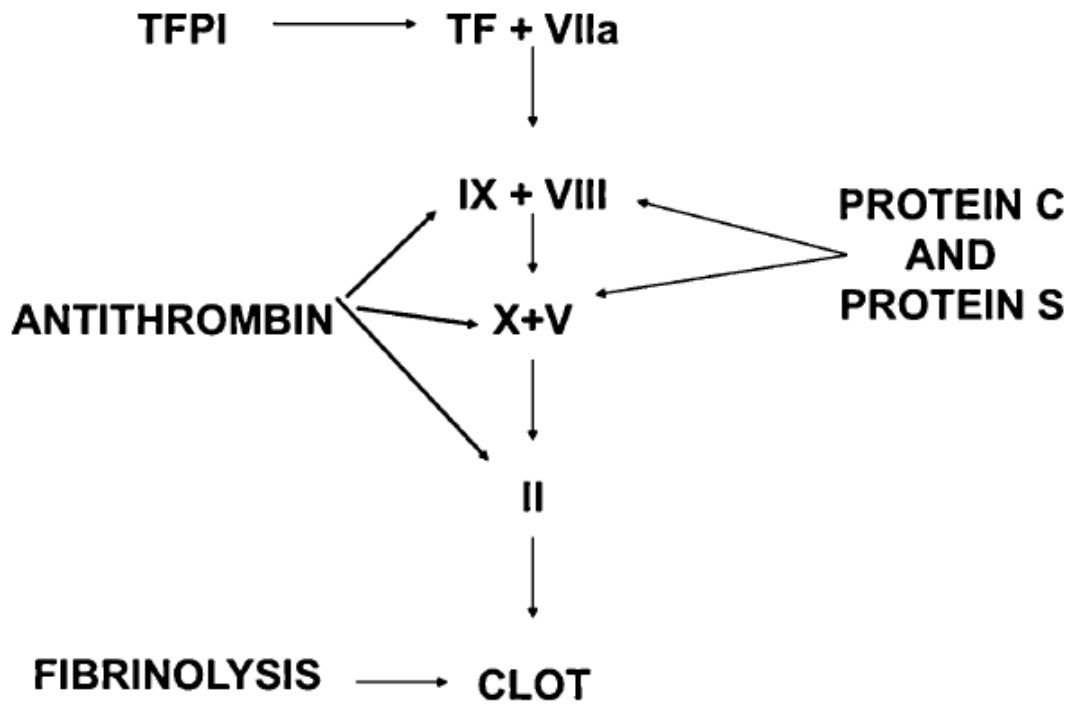 TFPI
TF + VIIa
IX + VIII
PROTEIN C
AND
PROTEIN S
ANTITHROMBIN
X+V
II
FIBRINOLYSIS
CLOT